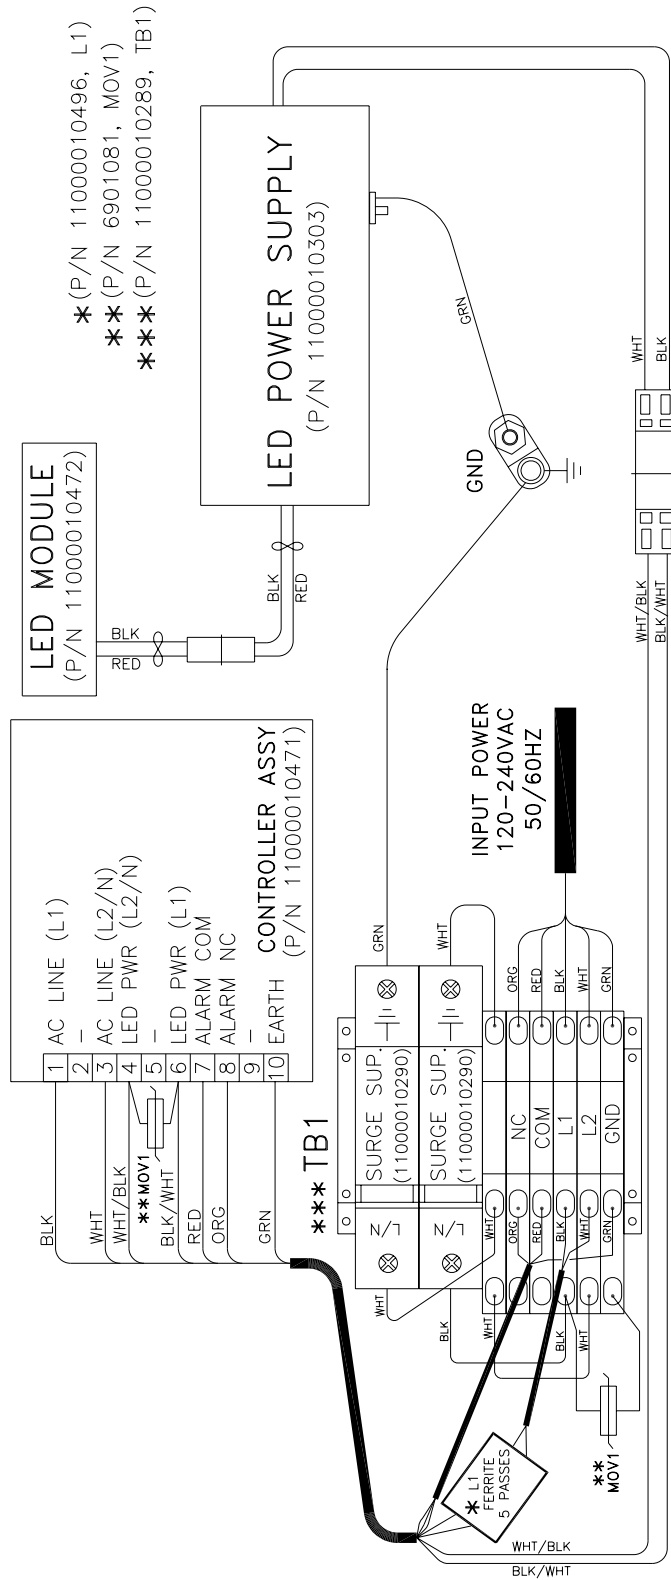 *(P/N 11000010496, L1)
**(P/N 6901081, MOV1)
***(P/N 11000010289, TB1)
LED POWER SUPPLY
(P/N 11000010303)
LED MODULE
(P/N 11000010472)
BLK
RED
BLK
RED
GRN
GND
WHT
BLK
WHT/BLK
BLK/WHT
CONTROLLER ASSY
(P/N 11000010471)
1 AC LINE (L1)
2 -
3 AC LINE (L2/N)
4 LED PWR (L2/N)
5 -
6 LED PWR (L1)
7 ALARM COM
8 ALARM NC
9 -
10 EARTH
BLK
WHT
WHT/BLK
**MOV1
BLK/WHT
RED
ORG
GRN
***TB1
INPUT POWER
120-240VAC
50/60HZ
GRN
WHT
SURGE SUP.
(11000010290)
L/N
SURGE SUP.
(11000010290)
L/N
ORG
RED
BLK
WHT
GRN
NC
COM
L1
L2
GND
WHT
ORG
RED
BLK
WHT
GRN
WHT
BLK
WHT
BLK
WHT
* L1
FERRITE
5 PASSES
**
MOV1
WHT/BLK
BLK/WHT